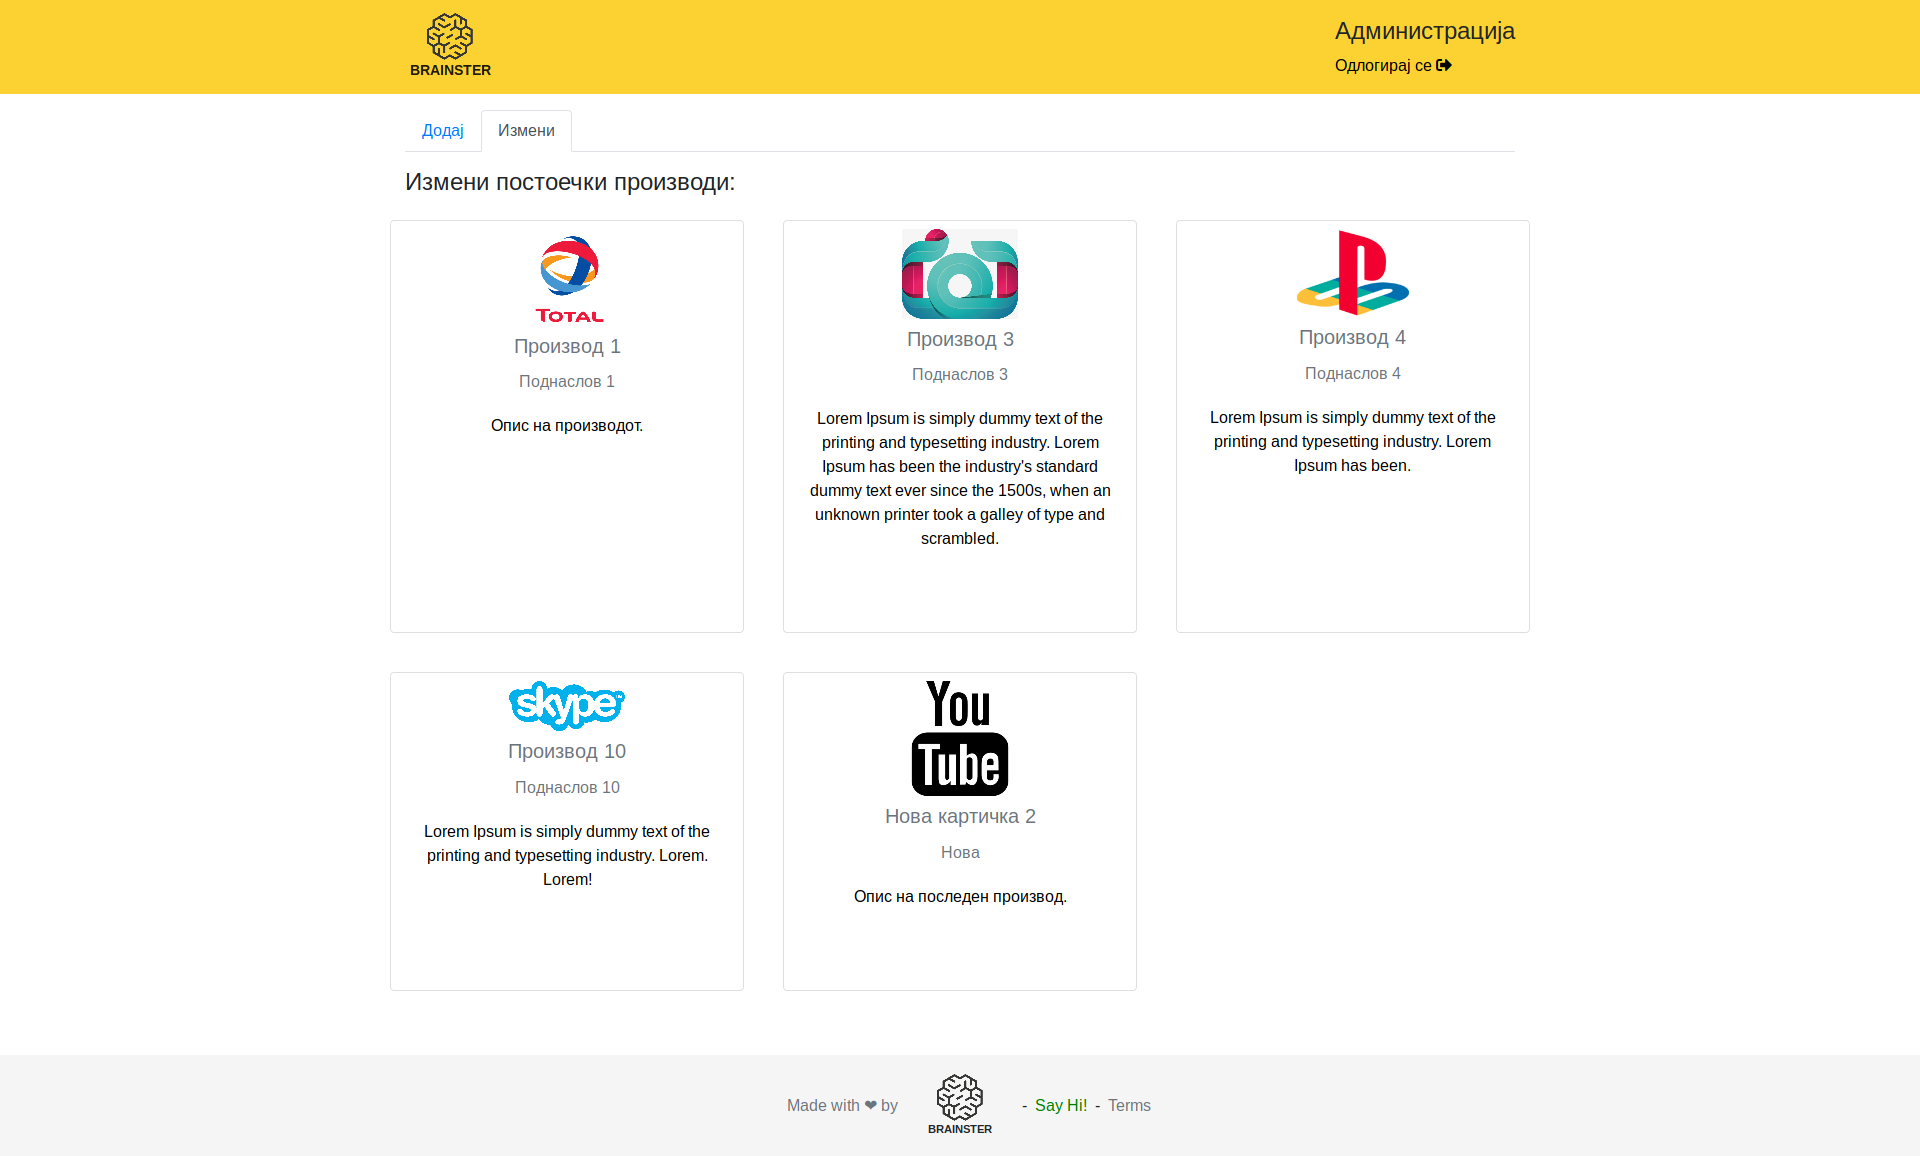 BRAINSTER
Администрација
Одлогирај се
Додај
Измени
Измени постоечки производи:
TOTAL
Производ 1
Поднаслов 1
Опис на производот.
Производ 3
Поднаслов 3
Lorem Ipsum is simply dummy text of the
printing and typesetting industry. Lorem
Ipsum has been the industry's standard
dummy text ever since the 1500s, when an
unknown printer took a galley of type and
scrambled.
Производ 4
Поднаслов 4
Lorem Ipsum is simply dummy text of the
printing and typesetting industry. Lorem
Ipsum has been.
skype™
Производ 10
Поднаслов 10
Lorem Ipsum is simply dummy text of the
printing and typesetting industry. Lorem.
Lorem!
You
Tube
Нова картичка 2
Нова
Опис на последен производ.
Made with ❤ by
BRAINSTER
- Say Hi! - Terms